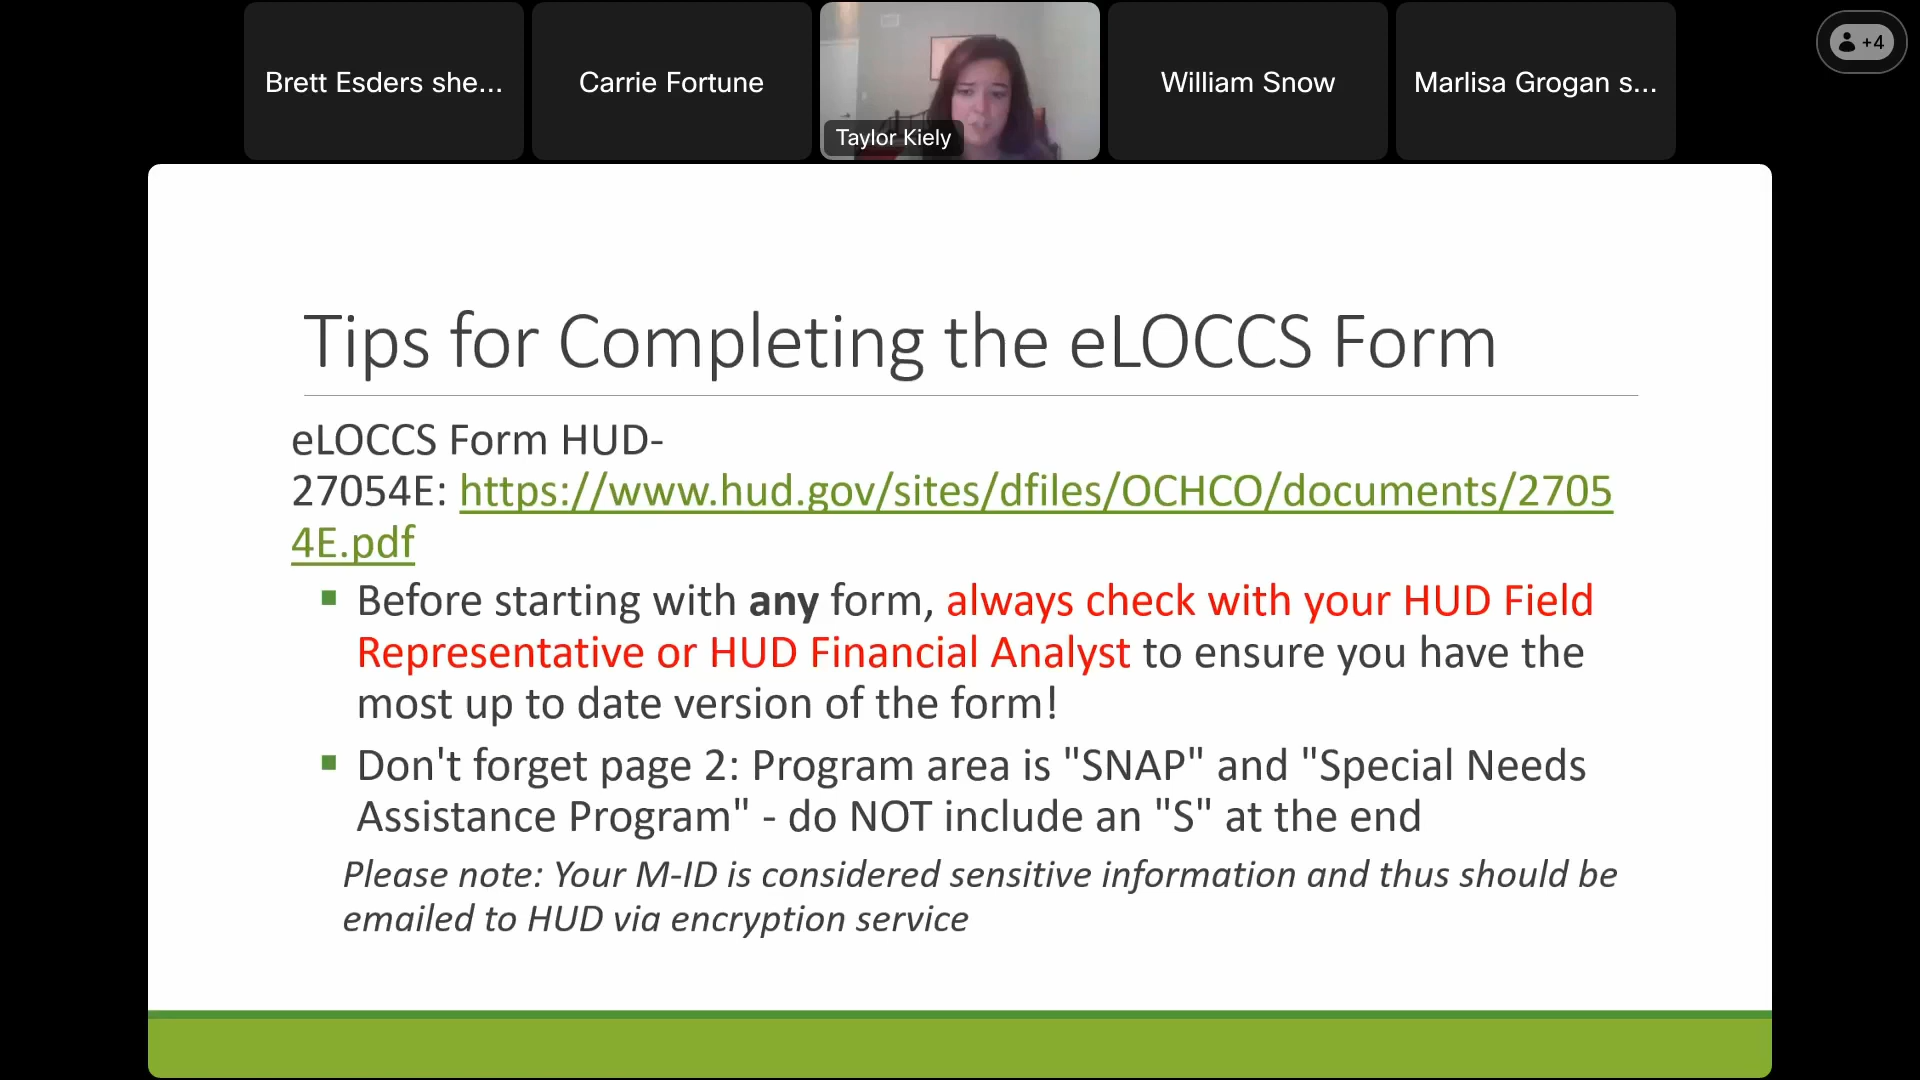 Brett Esders she...
Carrie Fortune
Taylor Kiely
William Snow
Marlisa Grogan s...
+4
Tips for Completing the eLOCCS Form
eLOCCS Form HUD-
27054E: https://www.hud.gov/sites/dfiles/OCHCO/documents/2705
4E.pdf
▪ Before starting with any form, always check with your HUD Field
Representative or HUD Financial Analyst to ensure you have the
most up to date version of the form!
▪ Don't forget page 2: Program area is "SNAP" and "Special Needs
Assistance Program" - do NOT include an "S" at the end
Please note: Your M-ID is considered sensitive information and thus should be
emailed to HUD via encryption service